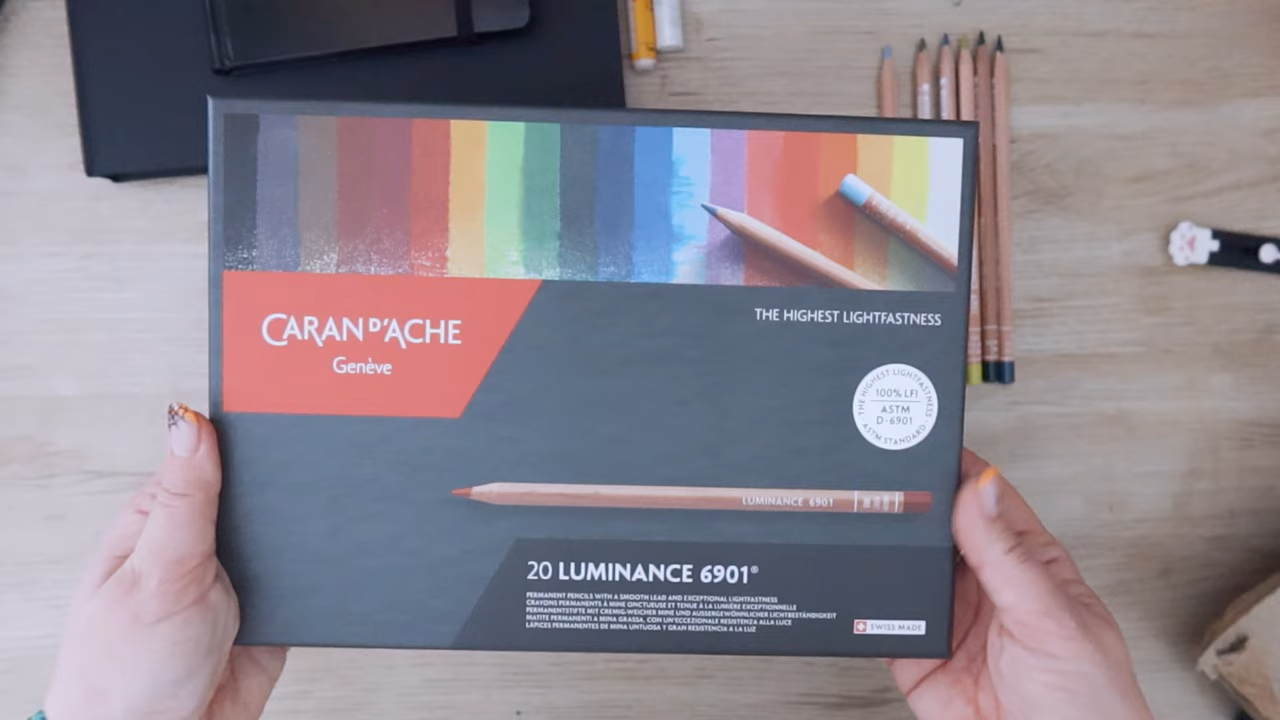 CARAN D'ACHE
Genève
THE HIGHEST LIGHTFASTNESS
THE HIGHEST LIGHTFASTNESS
100% LFI
ASTM
D-6901
ASTM STANDARD
LUMINANCE 6901
20 LUMINANCE 6901®
PERMANENT PENCILS WITH A SMOOTH LEAD AND EXCEPTIONAL LIGHTFASTNESS
CRAYONS PERMANENTS À MINE ONCTUEUSE ET TENUE À LA LUMIÈRE EXCEPTIONNELLE
PERMANENTSTIFTE MIT CREMIG-WEICHER MINE UND AUSSERGEWÖHNLICHER LICHTBESTÄNDIGKEIT
MATITE PERMANENTI A MINA GRASSA, CON UN'ECCEZIONALE RESISTENZA ALLA LUCE
LÁPICES PERMANENTES DE MINA UNTUOSA Y GRAN RESISTENCIA A LA LUZ
SWISS MADE